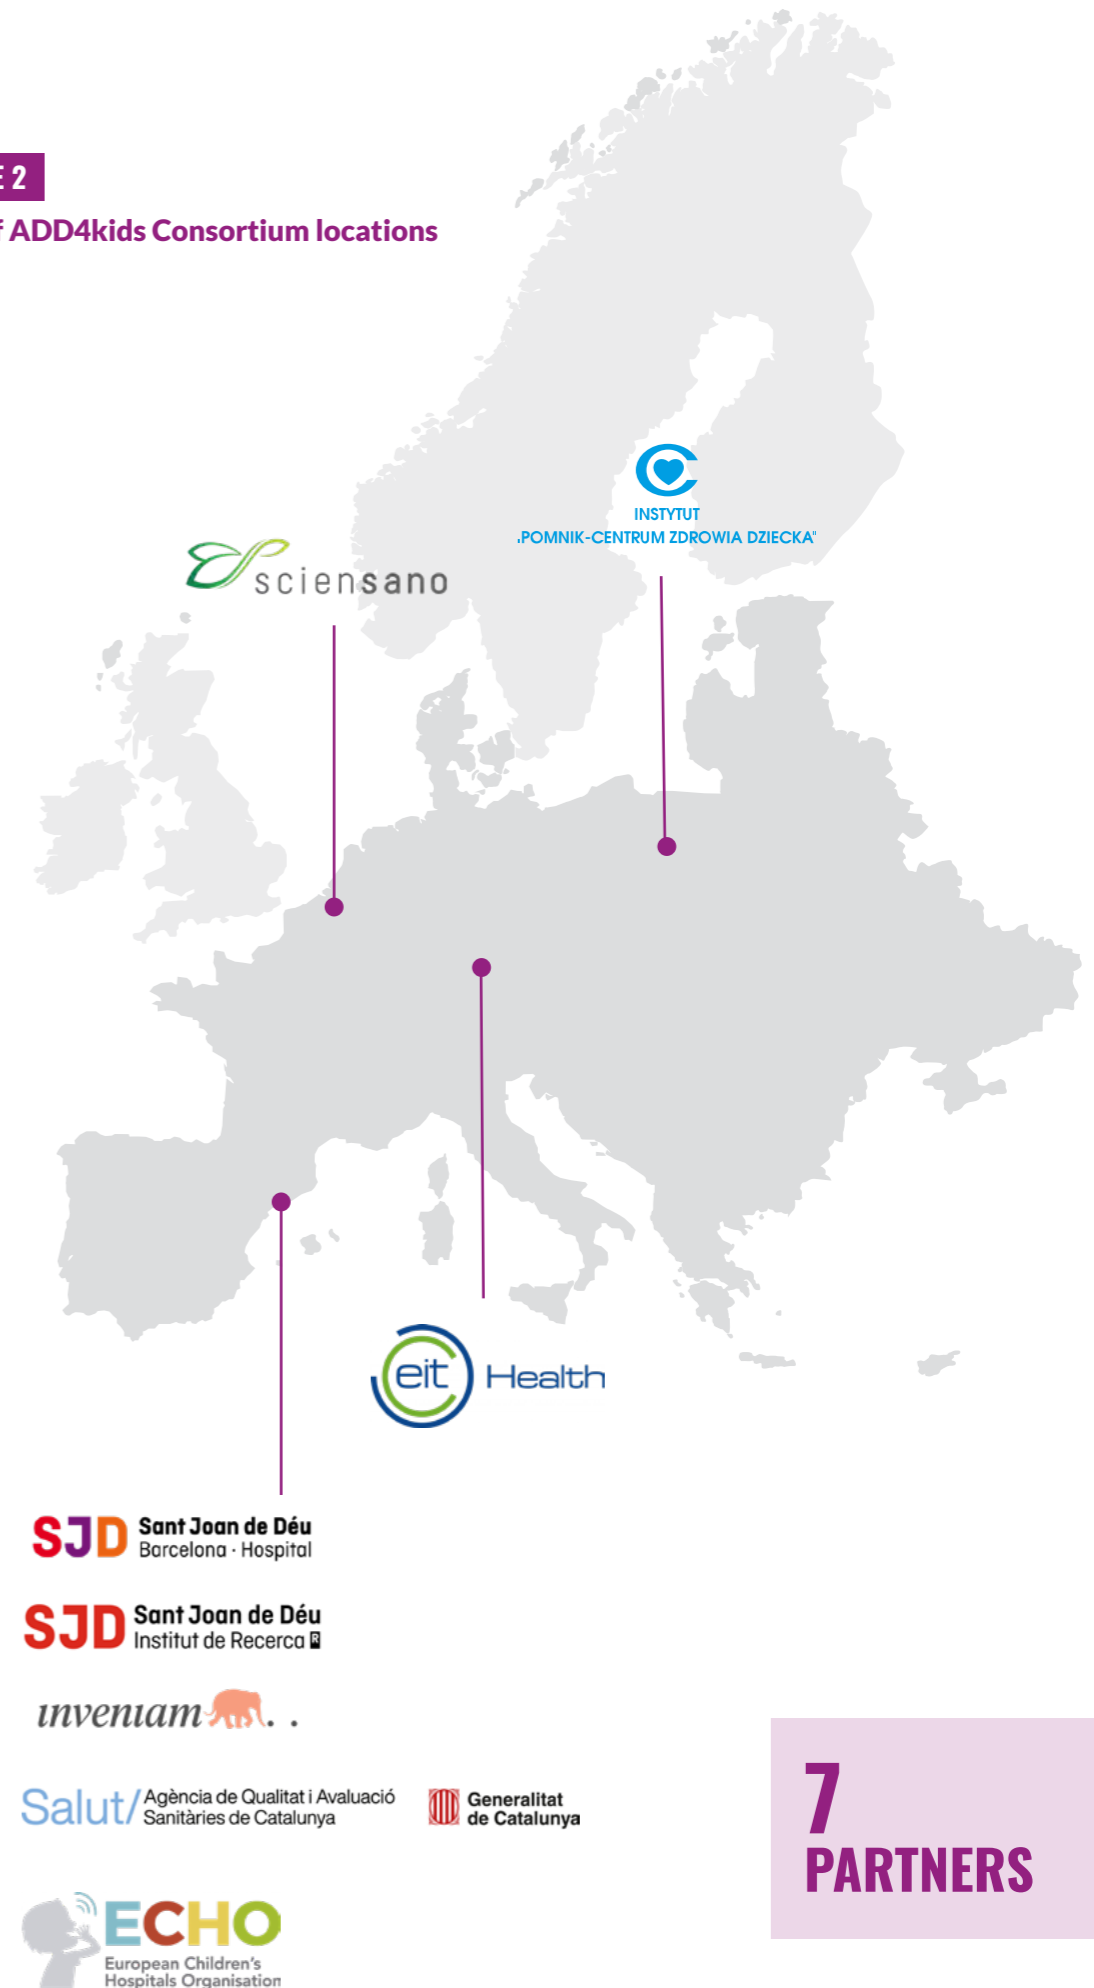 E 2
f ADD4kids Consortium locations
INSTYTUT
„POMNIK-CENTRUM ZDROWIA DZIECKA"
sciensano
eit Health
SJD Sant Joan de Déu
Barcelona · Hospital
SJD Sant Joan de Déu
Institut de Recerca R
inveniam
Salut/ Agència de Qualitat i Avaluació
Sanitàries de Catalunya
Generalitat
de Catalunya
7
PARTNERS
ECHO
European Children's
Hospitals Organisation